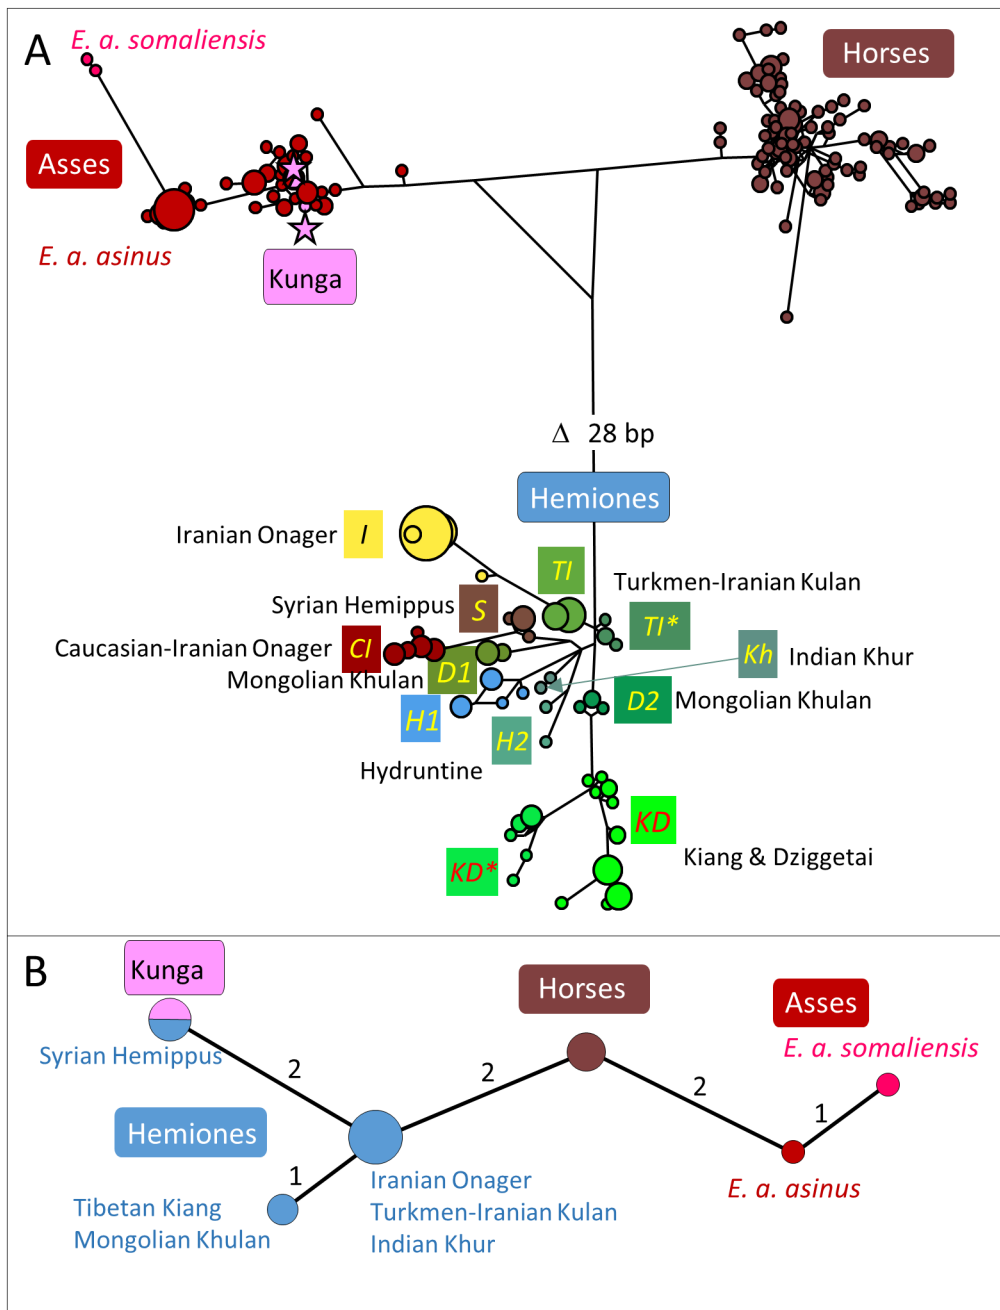 A
E. a. somaliensis
Horses
Asses
E. a. asinus
Kunga
Δ 28 bp
Hemiones
Iranian Onager I
TI
Turkmen-Iranian Kulan
Syrian Hemippus S
TI*
Caucasian-Iranian Onager CI
Kh Indian Khur
Mongolian Khulan D1
D2 Mongolian Khulan
H1
H2
Hydruntine
KD
Kiang & Dziggetai
KD*
B
Kunga
Horses
Asses
Syrian Hemippus
E. a. somaliensis
2
2
2
1
Hemiones
1
Iranian Onager
Turkmen-Iranian Kulan
Indian Khur
E. a. asinus
Tibetan Kiang
Mongolian Khulan